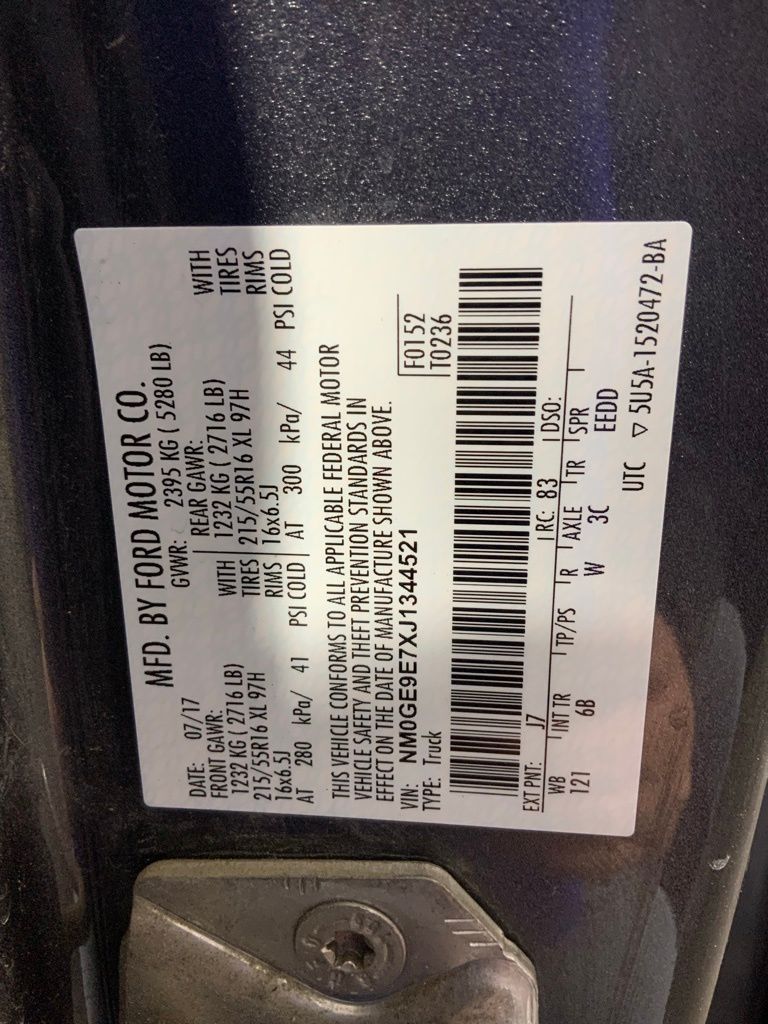 MFD. BY FORD MOTOR CO.
DATE: 07/17 GVWR: 2395 KG ( 5280 LB)
FRONT GAWR: REAR GAWR:
1232 KG ( 2716 LB) WITH 1232 KG ( 2716 LB) WITH
215/55R16 XL 97H TIRES 215/55R16 XL 97H TIRES
16x6.5J RIMS 16x6.5J RIMS
AT 280 kPa/ 41 PSI COLD AT 300 kPa/ 44 PSI COLD
THIS VEHICLE CONFORMS TO ALL APPLICABLE FEDERAL MOTOR
VEHICLE SAFETY AND THEFT PREVENTION STANDARDS IN
EFFECT ON THE DATE OF MANUFACTURE SHOWN ABOVE.
VIN: NM0GE9E7XJ1344521 F0152
TYPE: Truck T0236
EXT PNT: J7 RC: 83 DSO:
WB INT TR TP/PS R AXLE TR SPR
121 6B W 3C EEDD
UTC ▽ 5U5A-1520472-BA